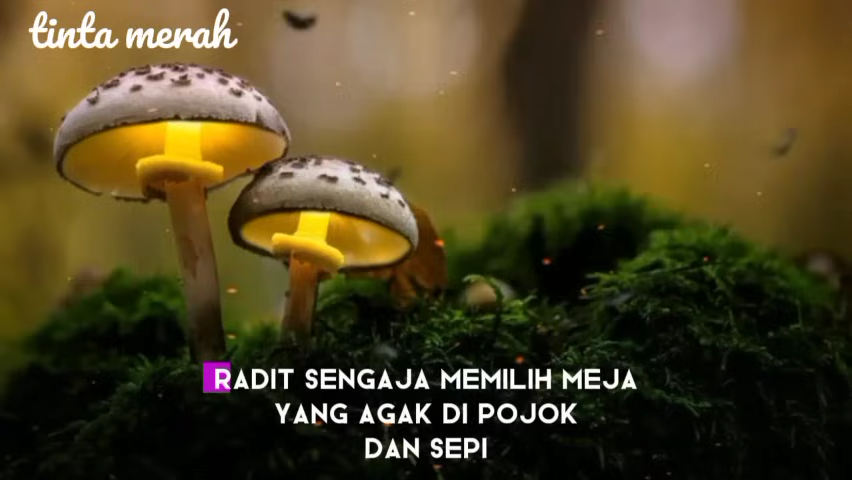 tinta merah
RADIT SENGAJA MEMILIH MEJA
YANG AGAK DI POJOK
DAN SEPI